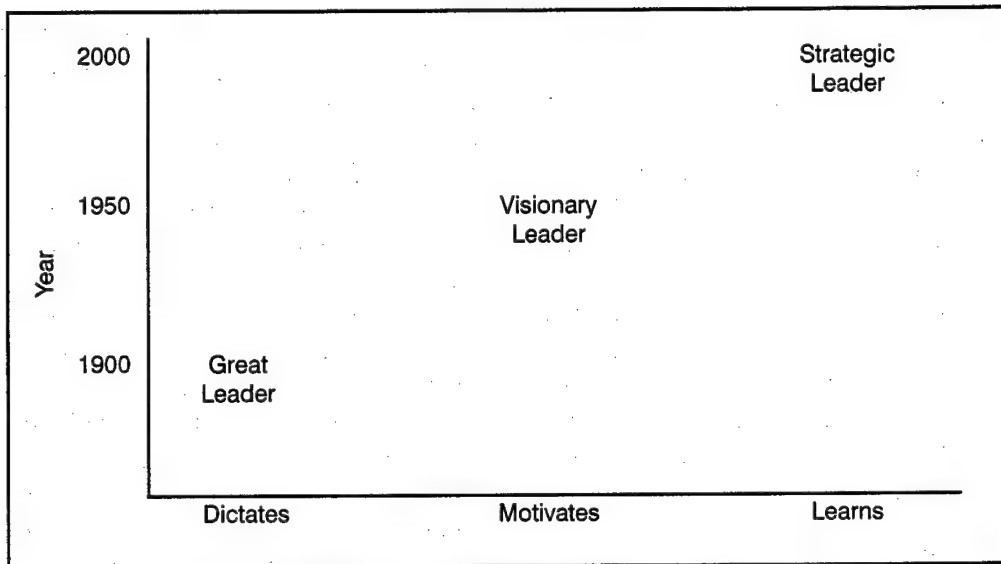 2000
Strategic
Leader
1950
Visionary
Leader
Year
1900
Great
Leader
Dictates
Motivates
Learns